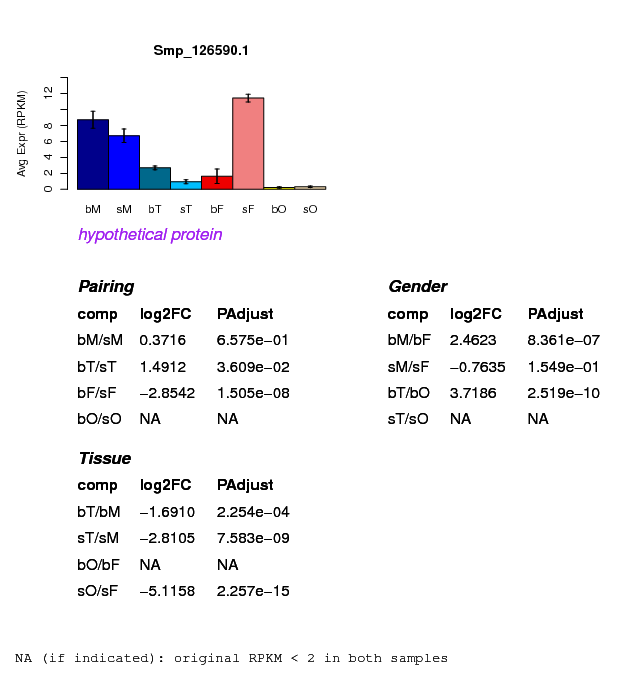 Smp_126590.1
Avg Expr (RPKM)
0 2 4 6 8 12
bM sM bT sT bF sF bO sO
hypothetical protein
Pairing
comp log2FC PAdjust
bM/sM 0.3716 6.575e−01
bT/sT 1.4912 3.609e−02
bF/sF −2.8542 1.505e−08
bO/sO NA NA
Gender
comp log2FC PAdjust
bM/bF 2.4623 8.361e−07
sM/sF −0.7635 1.549e−01
bT/bO 3.7186 2.519e−10
sT/sO NA NA
Tissue
comp log2FC PAdjust
bT/bM −1.6910 2.254e−04
sT/sM −2.8105 7.583e−09
bO/bF NA NA
sO/sF −5.1158 2.257e−15
NA (if indicated): original RPKM < 2 in both samples